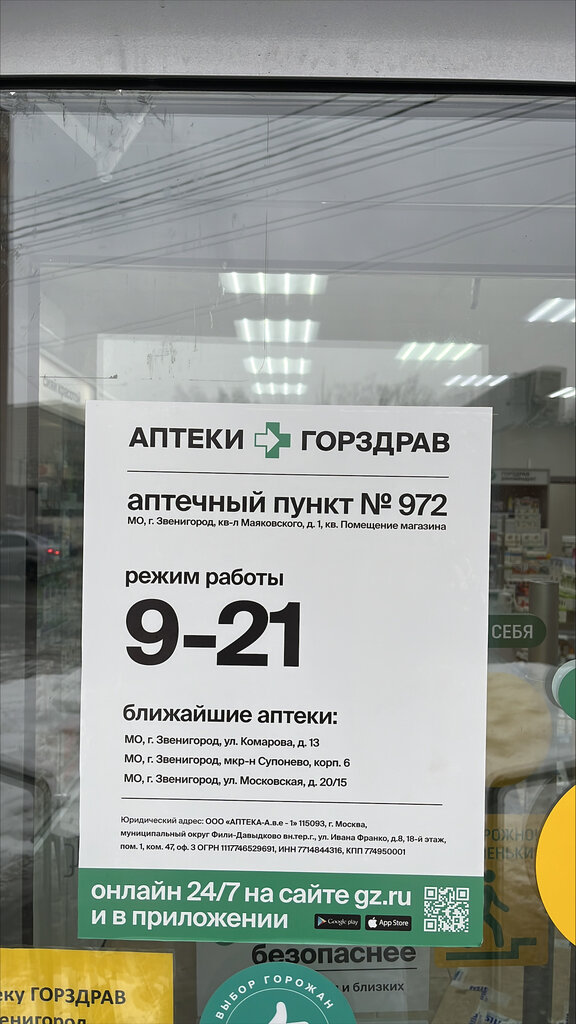 АПТЕКИ ГОРЗДРАВ
аптечный пункт № 972
МО, г. Звенигород, кв-л Маяковского, д. 1, кв. Помещение магазина
режим работы
9-21
ближайшие аптеки:
МО, г. Звенигород, ул. Комарова, д. 13
МО, г. Звенигород, мкр-н Супонево, корп. 6
МО, г. Звенигород, ул. Московская, д. 20/15
Юридический адрес: ООО «АПТЕКА-А.в.е - 1» 115093, г. Москва,
муниципальный округ Фили-Давыдково вн.тер.г., ул. Ивана Франко, д.8, 18-й этаж,
пом. 1, ком. 47, оф. 3 ОГРН 1117746529691, ИНН 7714844316, КПП 774950001
онлайн 24/7 на сайте gz.ru
и в приложении
Google play
App Store
СЕБЯ
безопаснее
и близких
еку ГОРЗДРАВ
венигород
ВЫБОР ГОРОЖАН